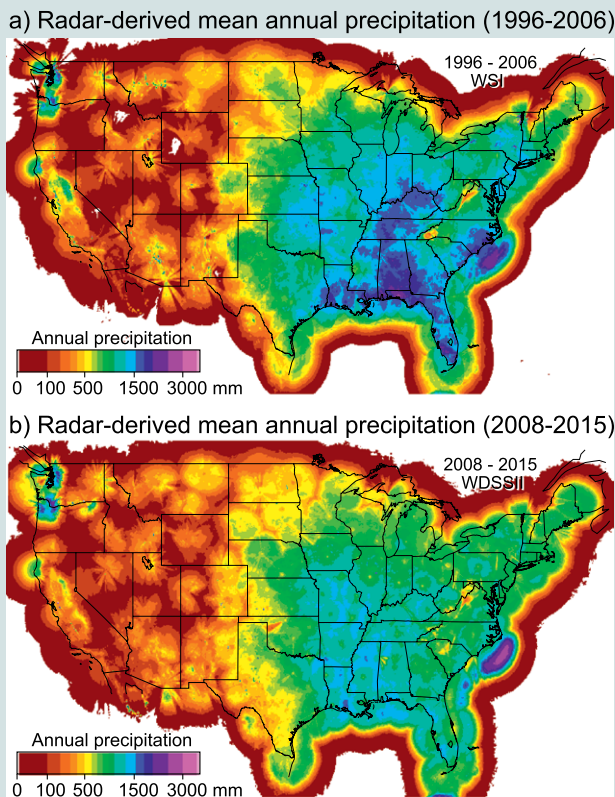 a) Radar-derived mean annual precipitation (1996-2006)
1996 - 2006
WSI
Annual precipitation
0 100 500 1500 3000 mm
b) Radar-derived mean annual precipitation (2008-2015)
2008 - 2015
WDSSII
Annual precipitation
0 100 500 1500 3000 mm